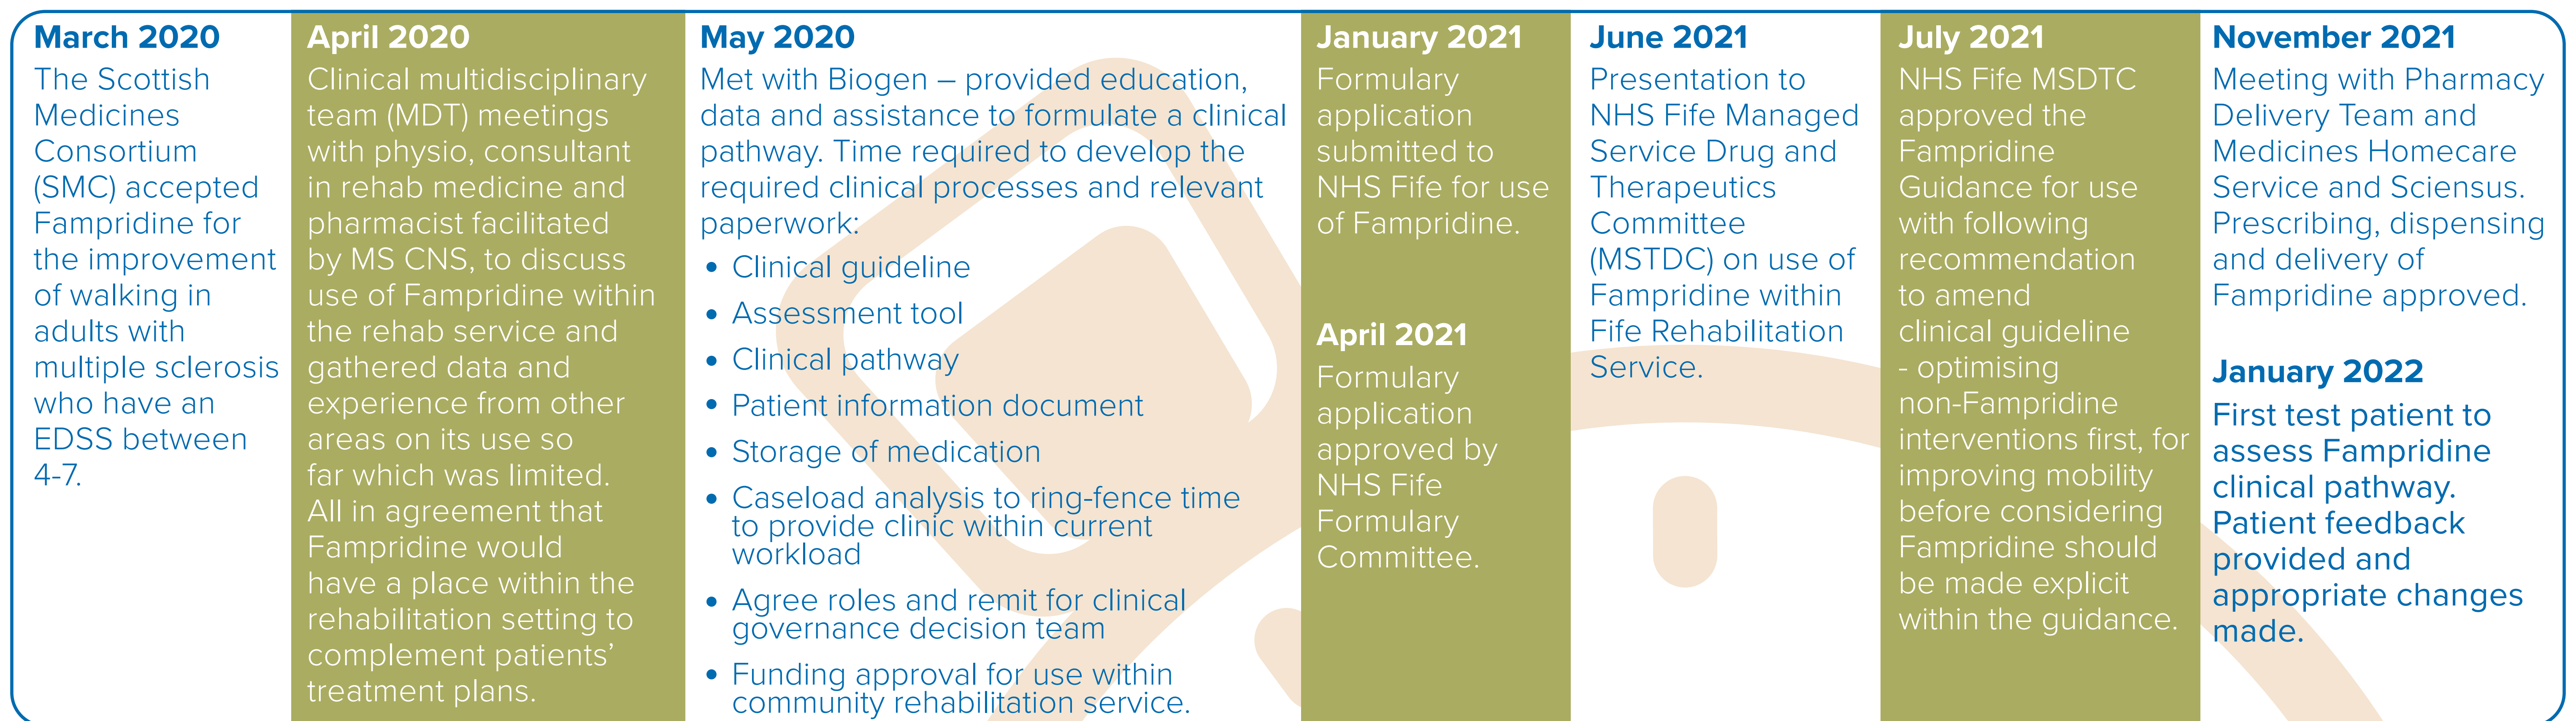 March 2020
The Scottish
Medicines
Consortium
(SMC) accepted
Fampridine for
the improvement
of walking in
adults with
multiple sclerosis
who have an
EDSS between
4-7.
April 2020
Clinical multidisciplinary
team (MDT) meetings
with physio, consultant
in rehab medicine and
pharmacist facilitated
by MS CNS, to discuss
use of Fampridine within
the rehab service and
gathered data and
experience from other
areas on its use so
far which was limited.
All in agreement that
Fampridine would
have a place within the
rehabilitation setting to
complement patients’
treatment plans.
May 2020
Met with Biogen – provided education,
data and assistance to formulate a clinical
pathway. Time required to develop the
required clinical processes and relevant
paperwork:
• Clinical guideline
• Assessment tool
• Clinical pathway
• Patient information document
• Storage of medication
• Caseload analysis to ring-fence time
to provide clinic within current
workload
• Agree roles and remit for clinical
governance decision team
• Funding approval for use within
community rehabilitation service.
January 2021
Formulary
application
submitted to
NHS Fife for use
of Fampridine.
April 2021
Formulary
application
approved by
NHS Fife
Formulary
Committee.
June 2021
Presentation to
NHS Fife Managed
Service Drug and
Therapeutics
Committee
(MSTDC) on use of
Fampridine within
Fife Rehabilitation
Service.
July 2021
NHS Fife MSDTC
approved the
Fampridine
Guidance for use
with following
recommendation
to amend
clinical guideline
- optimising
non-Fampridine
interventions first, for
improving mobility
before considering
Fampridine should
be made explicit
within the guidance.
November 2021
Meeting with Pharmacy
Delivery Team and
Medicines Homecare
Service and Sciensus.
Prescribing, dispensing
and delivery of
Fampridine approved.
January 2022
First test patient to
assess Fampridine
clinical pathway.
Patient feedback
provided and
appropriate changes
made.